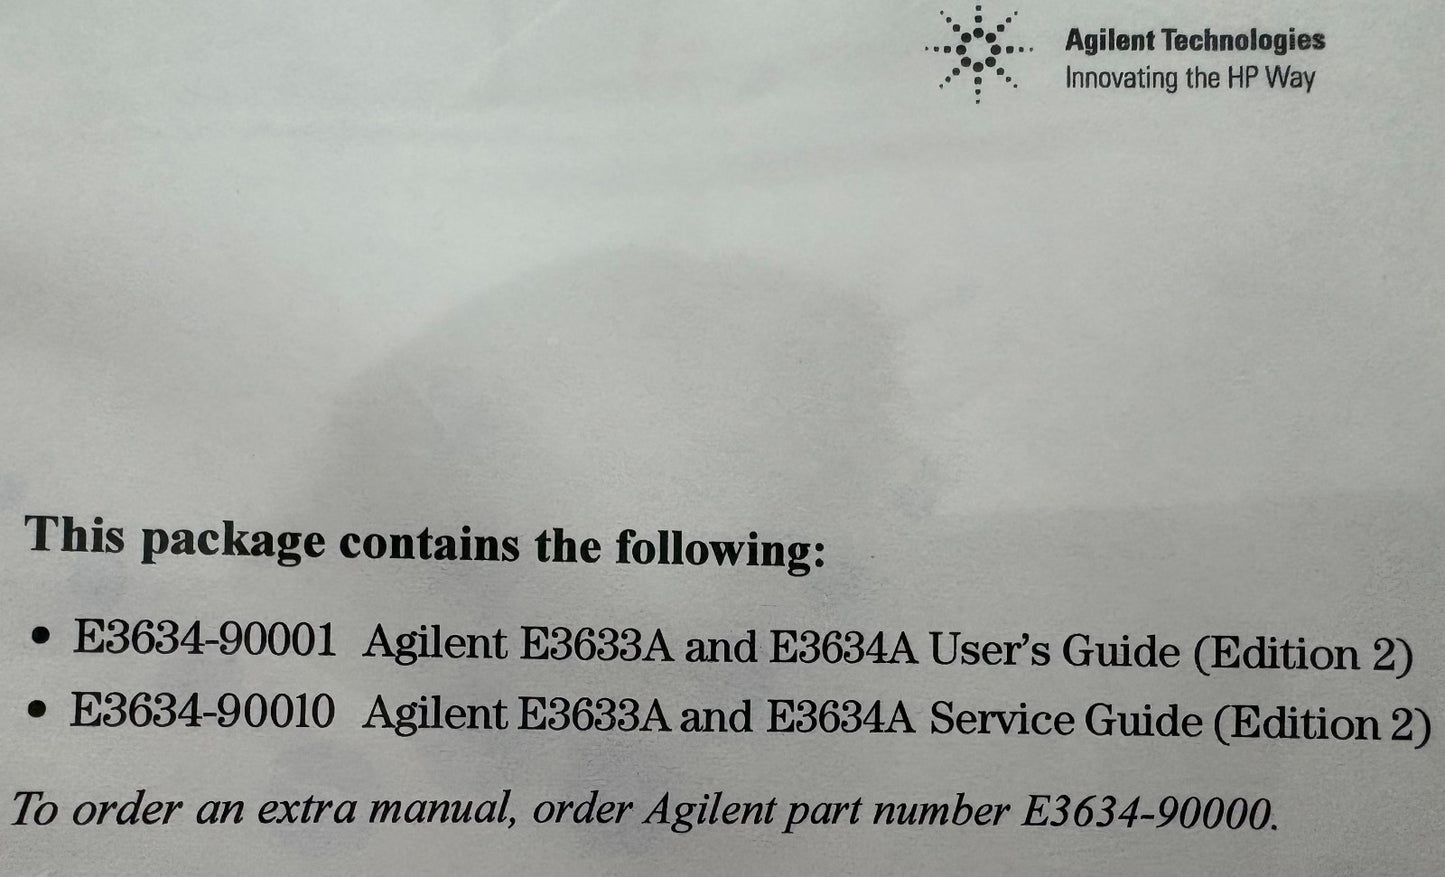 Agilent Technologies
Innovating the HP Way
This package contains the following:
• E3634-90001 Agilent E3633A and E3634A User's Guide (Edition 2)
• E3634-90010 Agilent E3633A and E3634A Service Guide (Edition 2)
To order an extra manual, order Agilent part number E3634-90000.